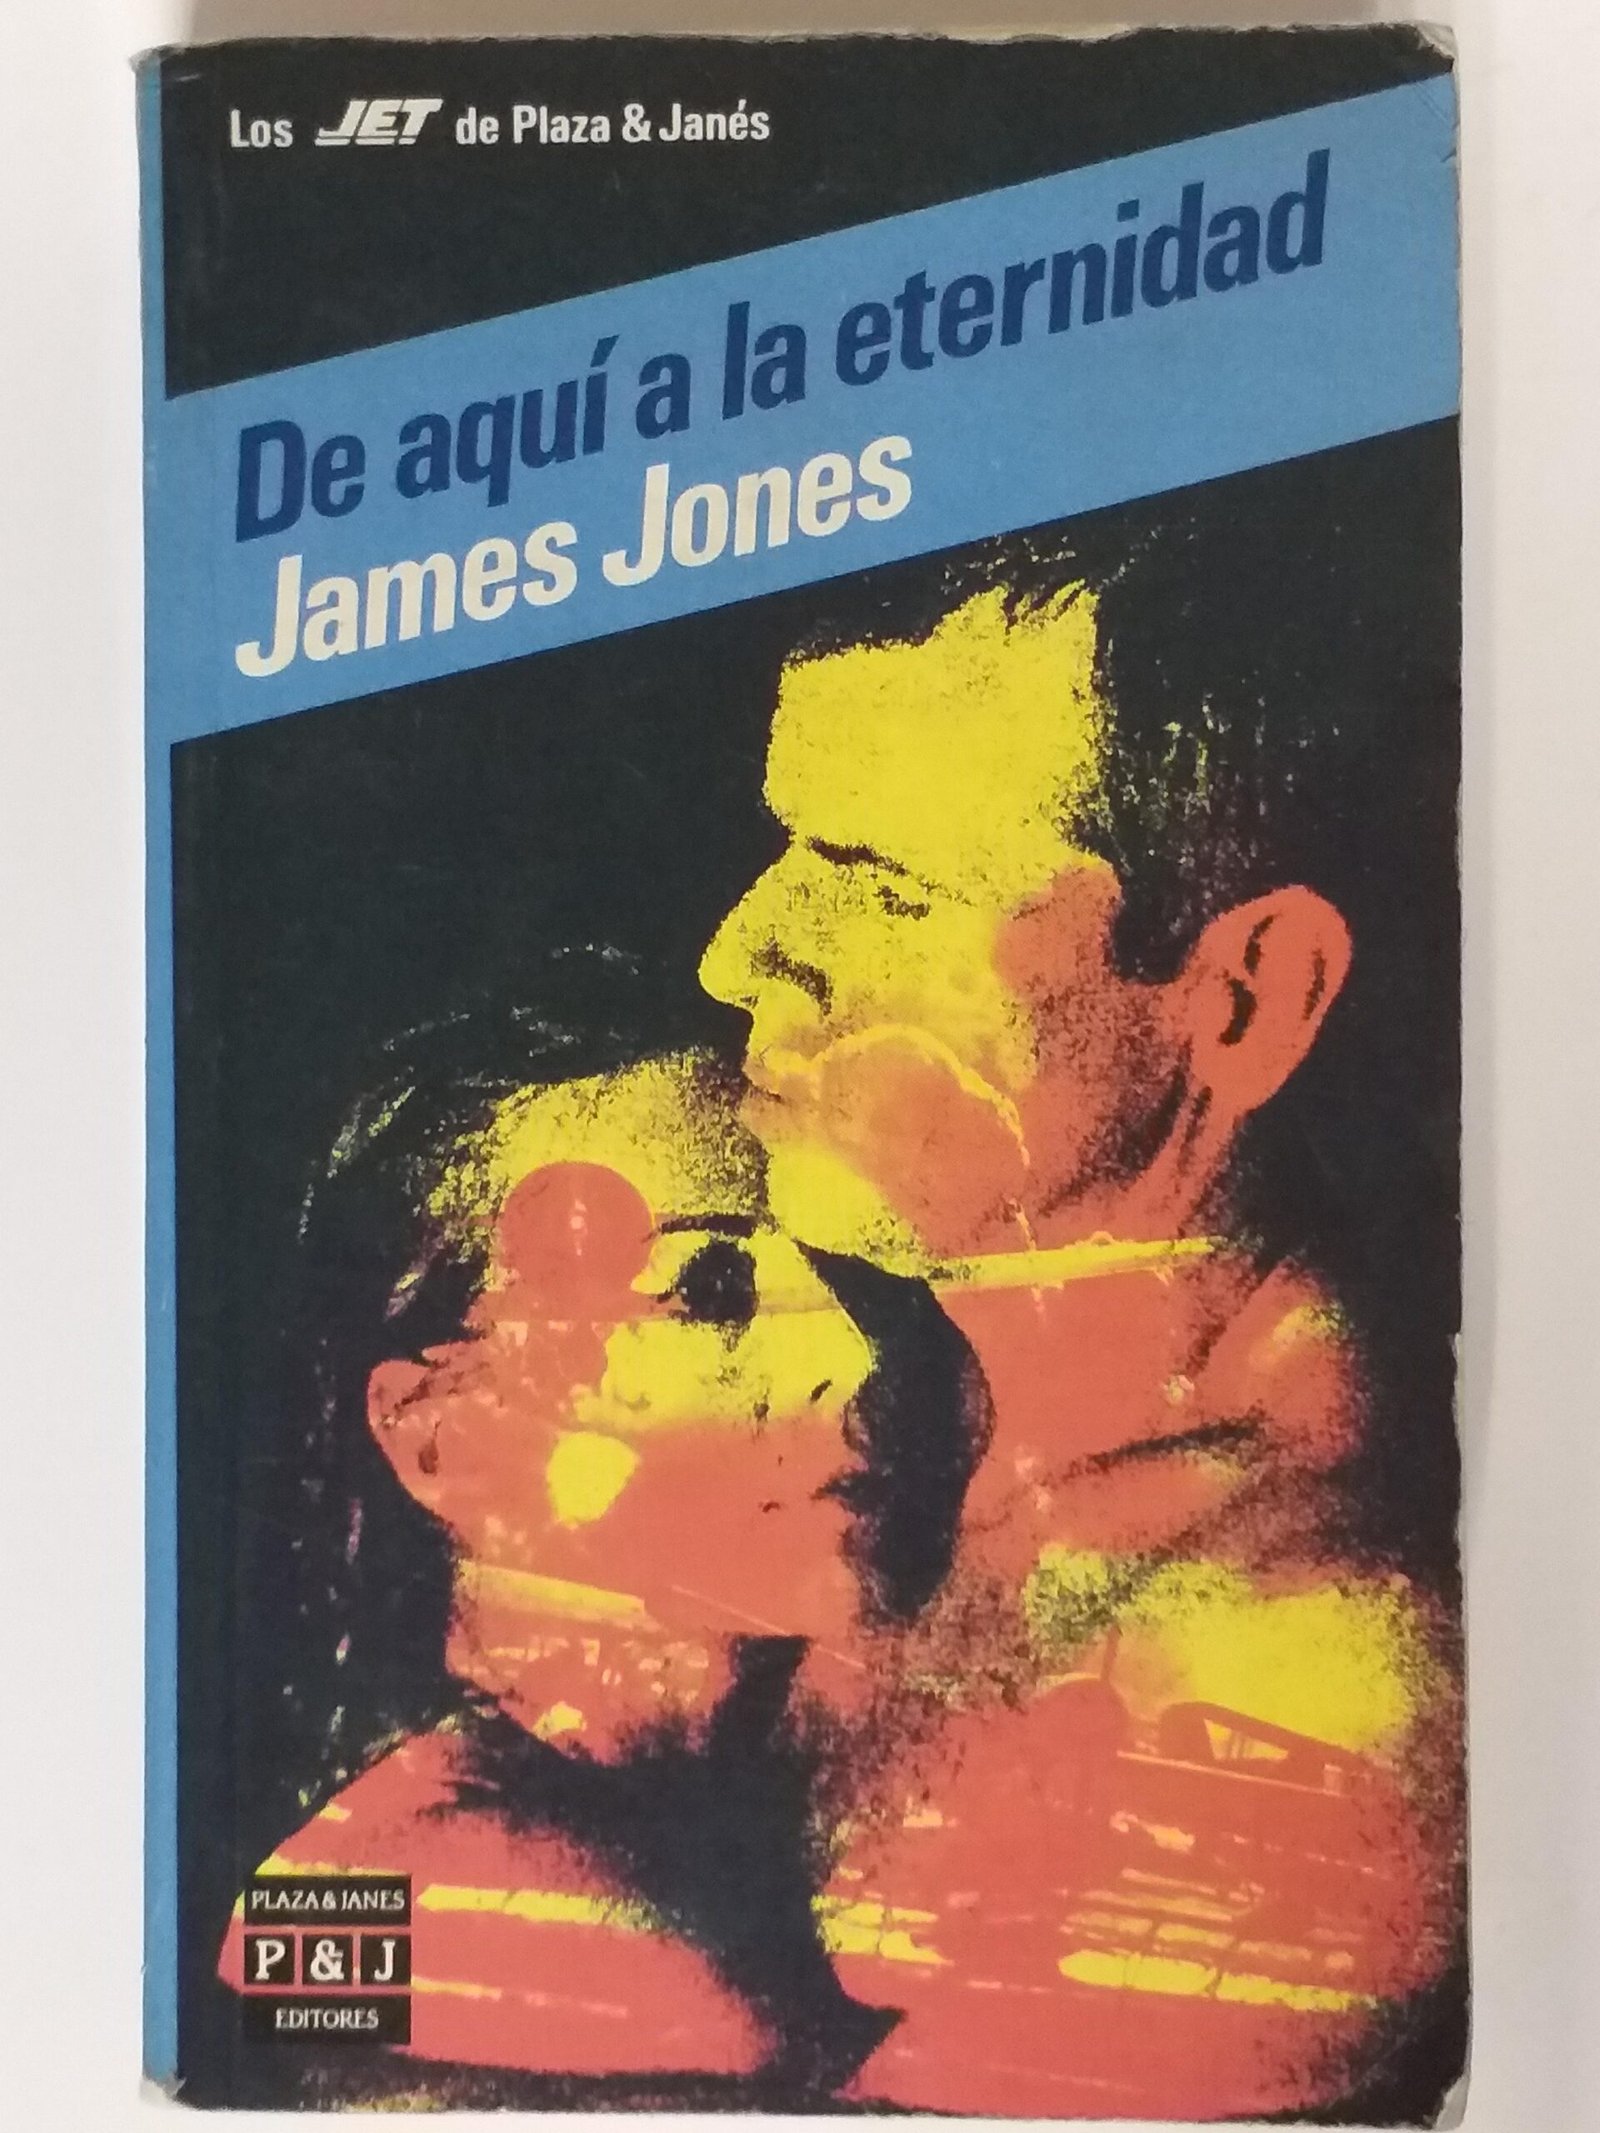 Los JET de Plaza & Janés
De aquí a la eternidad
James Jones
PLAZA & JANES
P & J
EDITORES